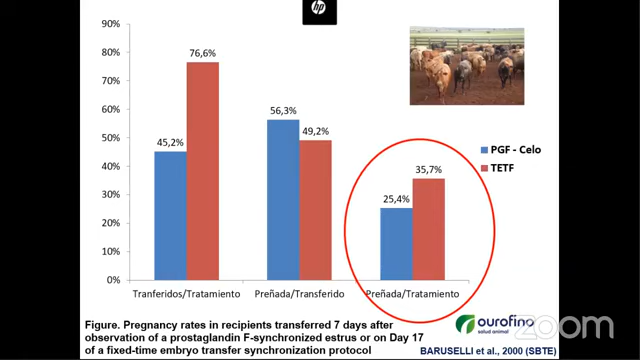 hp
90%
80%
70%
60%
50%
40%
30%
20%
10%
0%
45,2%
76,6%
56,3%
49,2%
25,4%
35,7%
PGF - Celo
TETF
Tranferidos/Tratamiento
Preñada/Transferido
Preñada/Tratamiento
Figure. Pregnancy rates in recipients transferred 7 days after
observation of a prostaglandin F-synchronized estrus or on Day 17
of a fixed-time embryo transfer synchronization protocol
ourofino
salud animal
zoom
BARUSELLI et al., 2000 (SBTE)